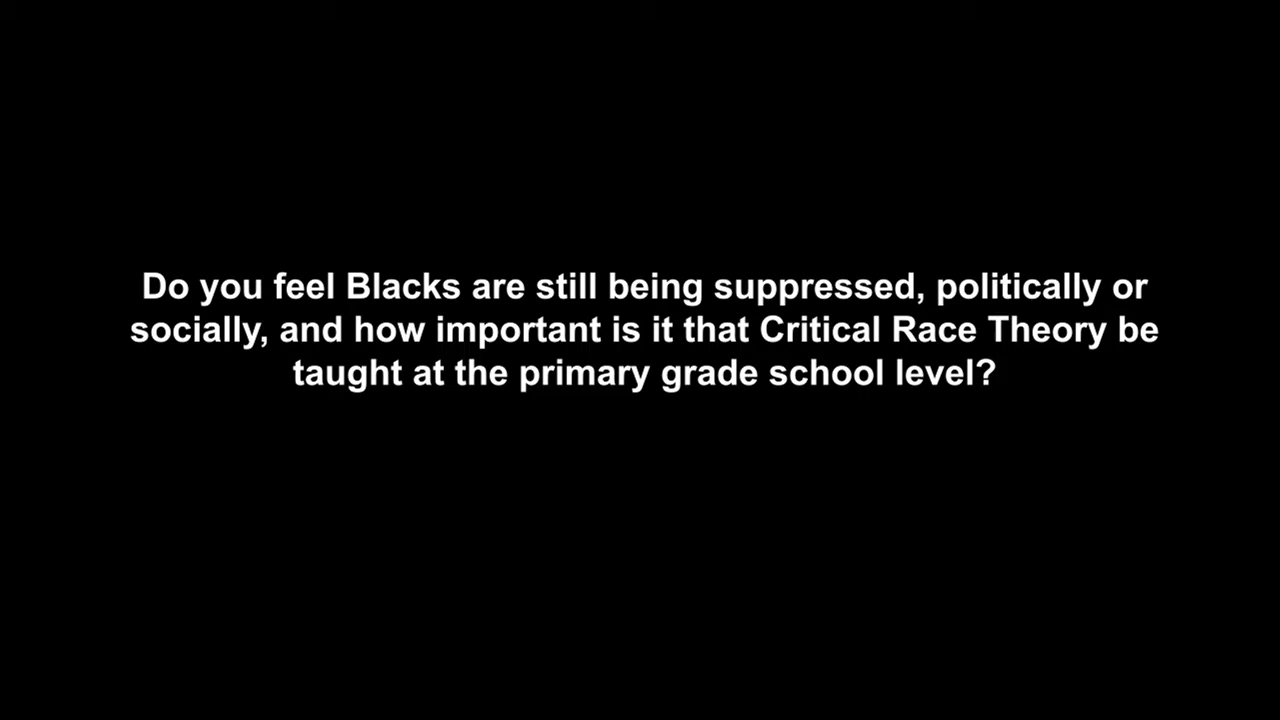 Do you feel Blacks are still being suppressed, politically or
socially, and how important is it that Critical Race Theory be
taught at the primary grade school level?